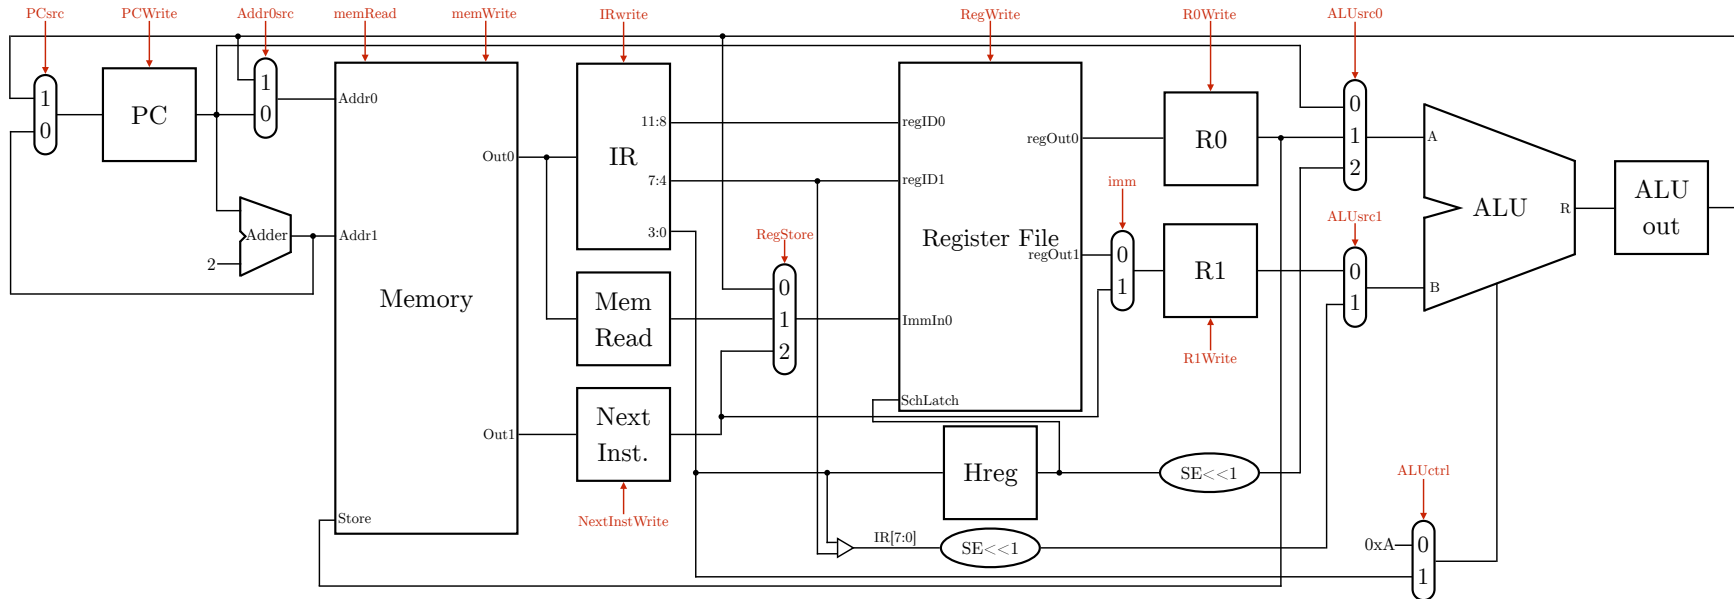 PCsrc
PCWrite
Addr0src
memRead
memWrite
IRwrite
RegWrite
R0Write
ALUsrc0
1
0
PC
1
0
Addr0
Out0
IR
11:8
7:4
3:0
regID0
regID1
regOut0
R0
0
1
2
A
imm
ALUsrc1
Adder
2
Addr1
Memory
RegStore
Register File
regOut1
0
1
R1
0
1
B
ALU
R
ALU
out
Mem
Read
0
1
2
ImmIn0
R1Write
SchLatch
Out1
Next
Inst.
NextInstWrite
Hreg
SE<<1
ALUctrl
Store
IR[7:0]
SE<<1
0xA
0
1